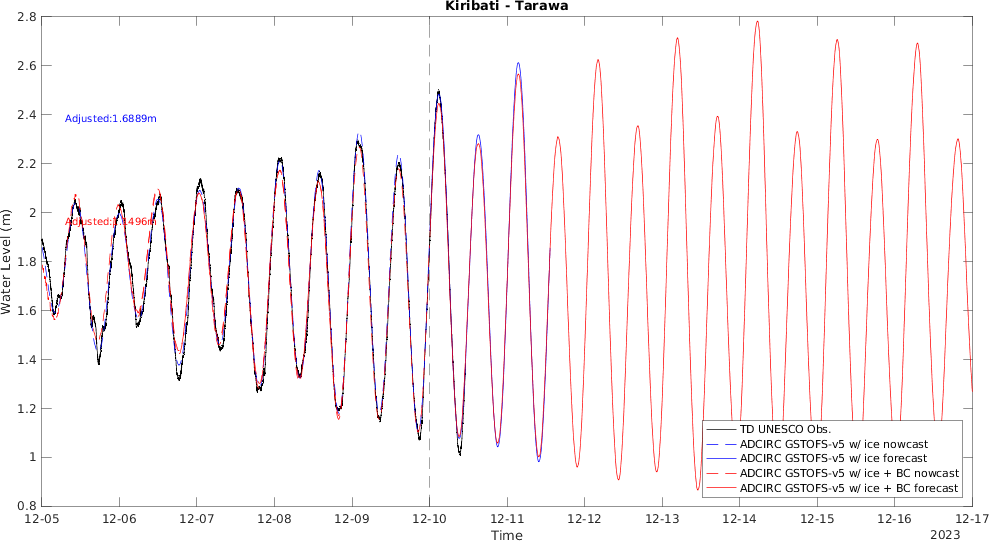 Kiribati - Tarawa
2.8
2.6
2.4
2.2
2
1.8
1.6
1.4
1.2
1
0.8
Water Level (m)
Adjusted:1.6889m
TD UNESCO Obs.
ADCIRC GSTOFS-v5 w/ ice nowcast
ADCIRC GSTOFS-v5 w/ ice forecast
ADCIRC GSTOFS-v5 w/ ice + BC nowcast
ADCIRC GSTOFS-v5 w/ ice + BC forecast
12-05 12-06 12-07 12-08 12-09 12-10 12-11 12-12 12-13 12-14 12-15 12-16 12-17
Time
2023